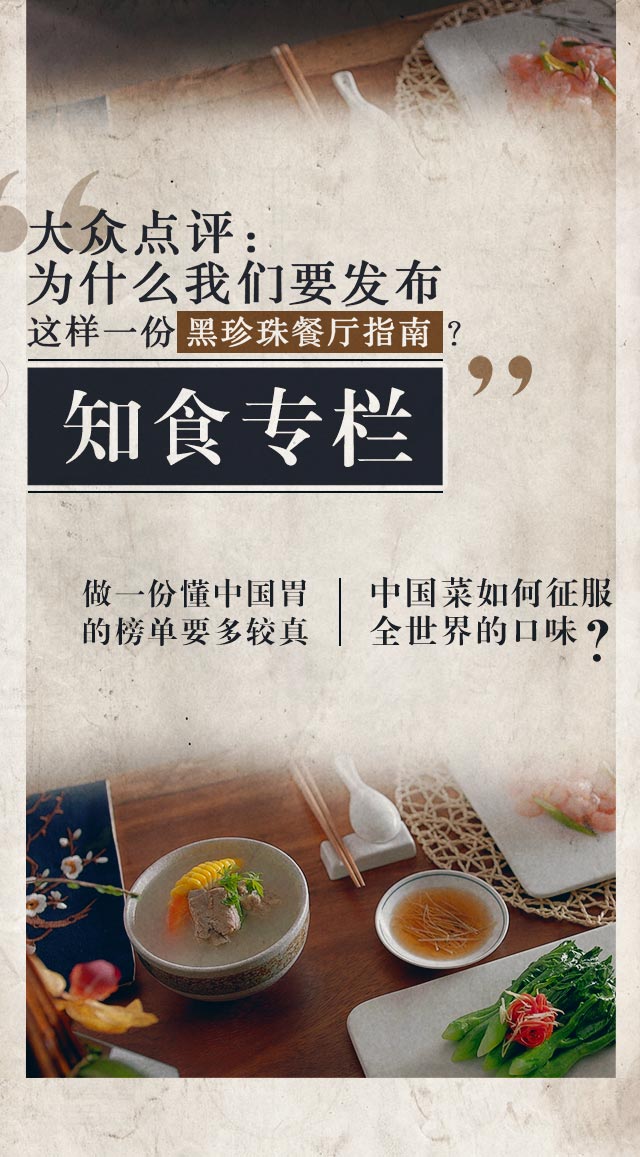 大众点评：
为什么我们要发布
这样一份 黑珍珠餐厅指南 ？
知食专栏
做一份懂中国胃
的榜单要多较真
中国菜如何征服
全世界的口味？